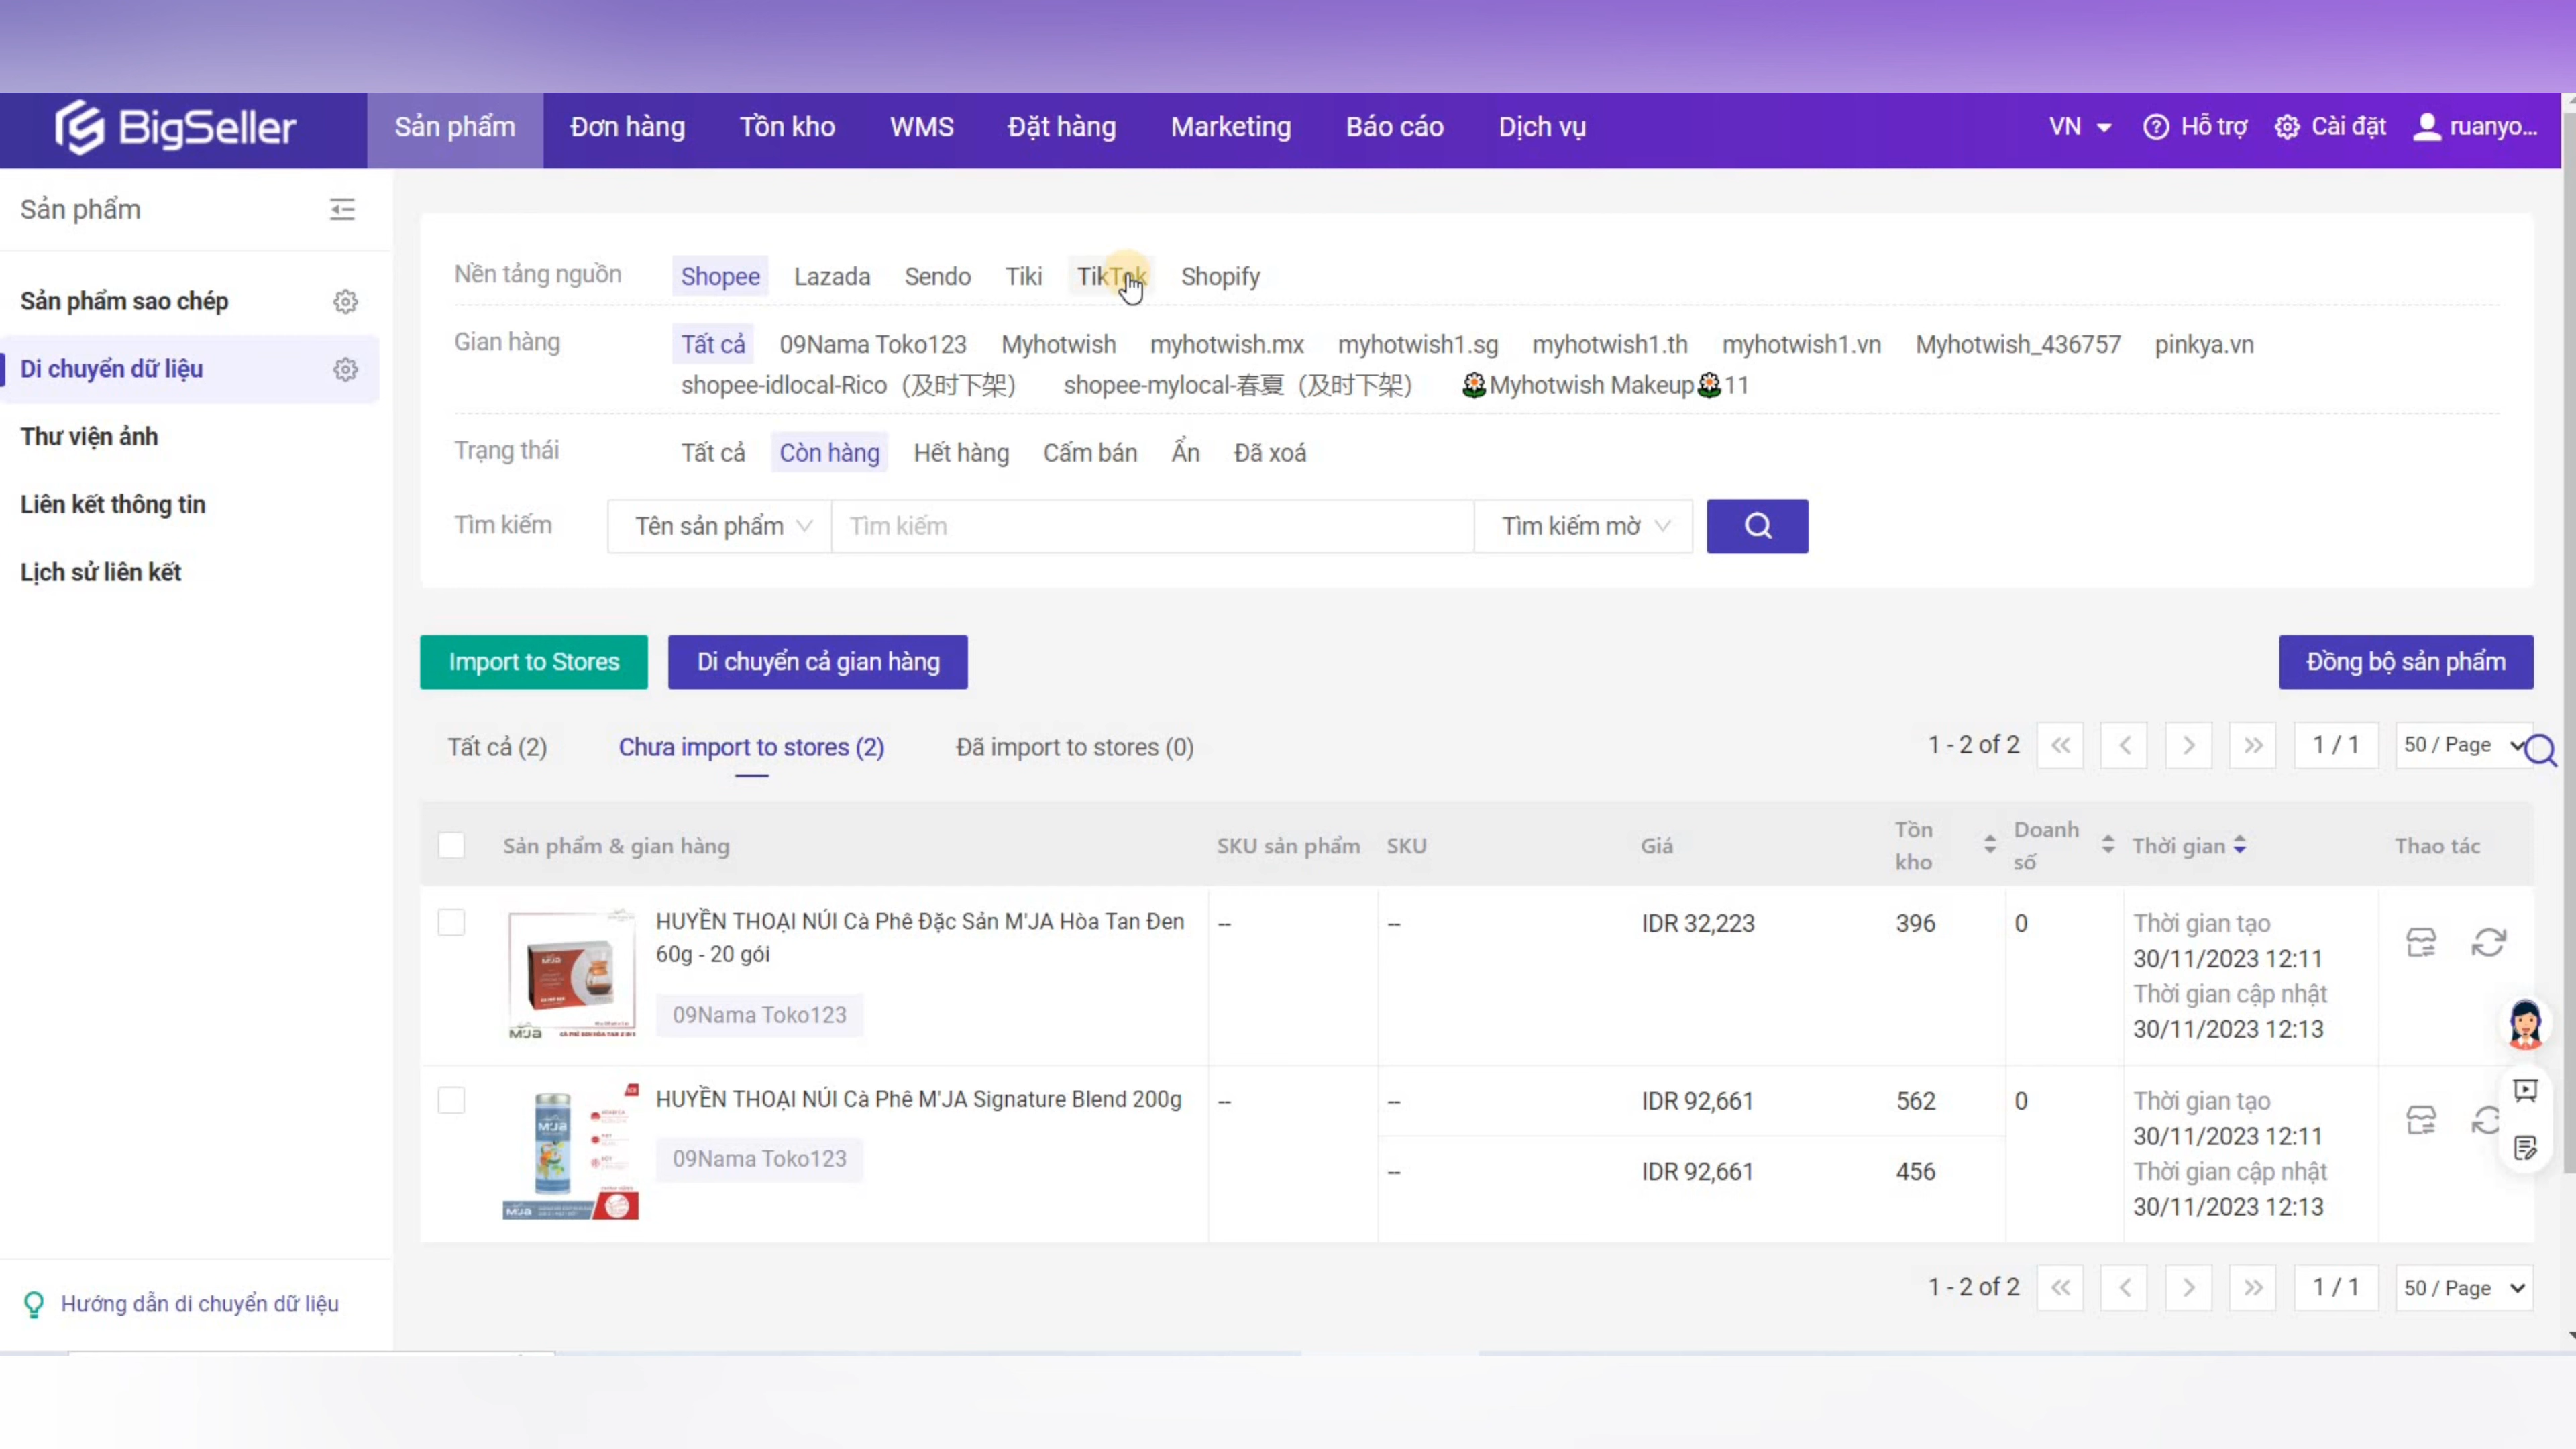 BigSeller
Sản phẩm Đơn hàng Tồn kho WMS Đặt hàng Marketing Báo cáo Dịch vụ VN Hỗ trợ Cài đặt ruanyo...
Sản phẩm
Sản phẩm sao chép
Di chuyển dữ liệu
Thư viện ảnh
Liên kết thông tin
Lịch sử liên kết
Hướng dẫn di chuyển dữ liệu
Nền tảng nguồn Shopee Lazada Sendo Tiki TikTok Shopify
Gian hàng Tất cả 09Nama Toko123 Myhotwish myhotwish.mx myhotwish1.sg myhotwish1.th myhotwish1.vn Myhotwish_436757 pinkya.vn
shopee-idlocal-Rico（及时下架） shopee-mylocal-春夏（及时下架） 🌼Myhotwish Makeup🌼11
Trạng thái Tất cả Còn hàng Hết hàng Cấm bán Ẩn Đã xoá
Tìm kiếm Tên sản phẩm Tìm kiếm Tìm kiếm mờ
Import to Stores Di chuyển cả gian hàng Đồng bộ sản phẩm
Tất cả (2) Chưa import to stores (2) Đã import to stores (0) 1 - 2 of 2 1 / 1 50 / Page
Sản phẩm & gian hàng SKU sản phẩm SKU Giá Tồn kho Doanh số Thời gian Thao tác
HUYỀN THOẠI NÚI Cà Phê Đặc Sản M'JA Hòa Tan Đen -- -- IDR 32,223 396 0 Thời gian tạo
60g - 20 gói
30/11/2023 12:11
Thời gian cập nhật
09Nama Toko123
30/11/2023 12:13
HUYỀN THOẠI NÚI Cà Phê M'JA Signature Blend 200g -- -- IDR 92,661 562 0 Thời gian tạo
30/11/2023 12:11
09Nama Toko123 -- IDR 92,661 456 Thời gian cập nhật
30/11/2023 12:13
MJa
MJa
MJa
1 - 2 of 2 1 / 1 50 / Page